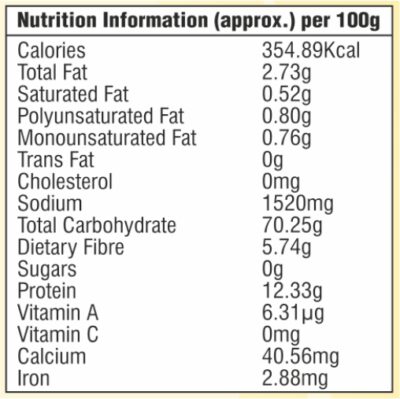 Nutrition Information (approx.) per 100g
Calories 354.89Kcal
Total Fat 2.73g
Saturated Fat 0.52g
Polyunsaturated Fat 0.80g
Monounsaturated Fat 0.76g
Trans Fat 0g
Cholesterol 0mg
Sodium 1520mg
Total Carbohydrate 70.25g
Dietary Fibre 5.74g
Sugars 0g
Protein 12.33g
Vitamin A 6.31µg
Vitamin C 0mg
Calcium 40.56mg
Iron 2.88mg